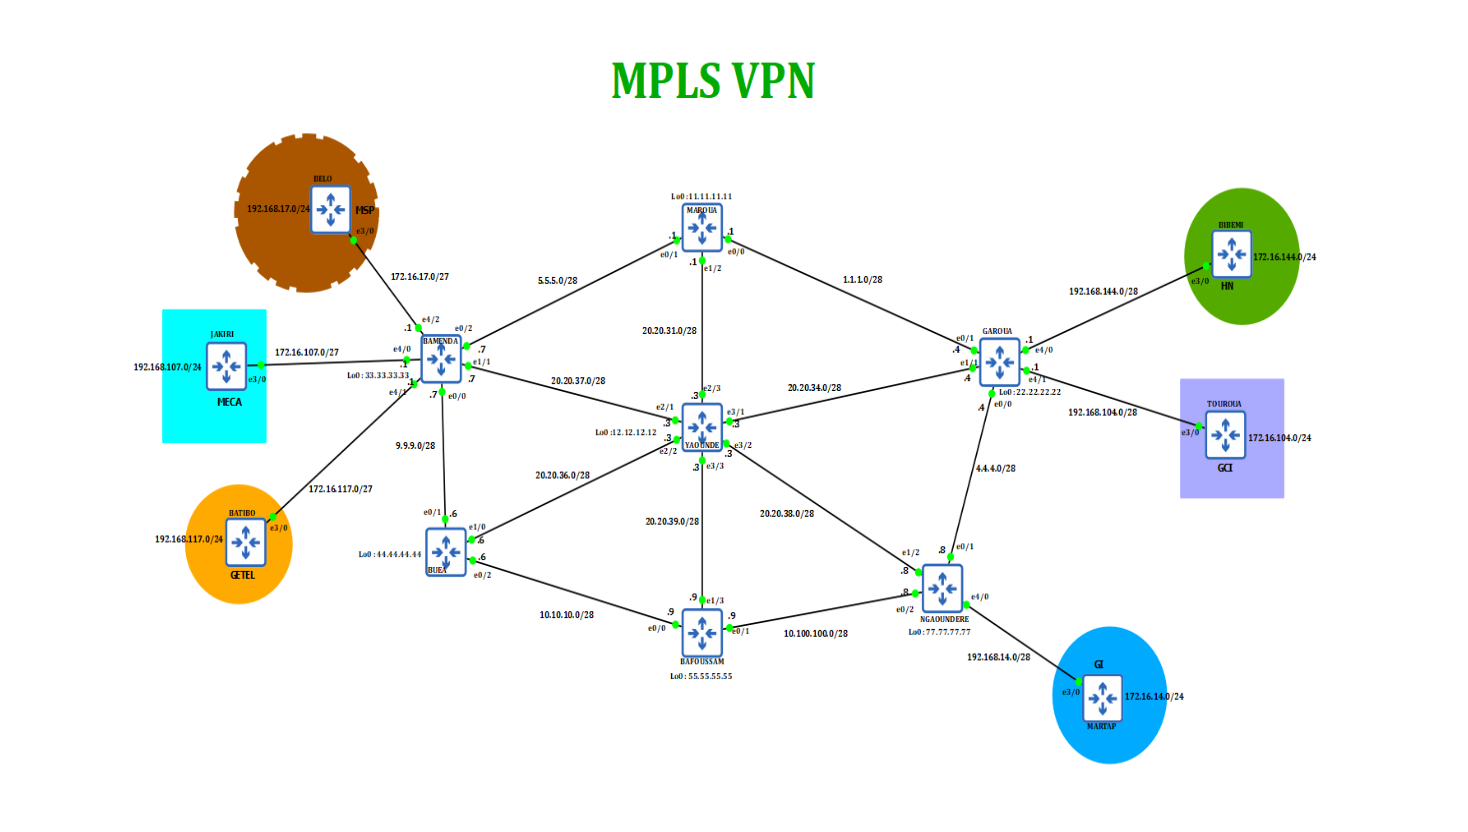 MPLS VPN
BELO
192.168.17.0/24
MSP
e3/0
172.16.17.0/27
.1
e4/2
JAKIRI
192.168.107.0/24
e3/0
MECA
172.16.107.0/27
e4/0
.1
Lo0:33.33.33.33
BAMENDA
e0/2
.7
e1/1
.7
.1
e4/1
.7
e0/0
BATIBO
192.168.117.0/24
e3/0
GETEL
172.16.117.0/27
5.5.5.0/28
20.20.37.0/28
9.9.9.0/28
Lo0:11.11.11.11
MAROUA
.1
e0/1
.1
e0/0
.1
e1/2
20.20.31.0/28
1.1.1.0/28
e2/3
.3
e2/1
.3
Lo0:12.12.12.12
.3
e2/2
YAOUNDE
e3/1
.3
e3/2
.3
.3
e3/3
20.20.34.0/28
20.20.36.0/28
20.20.39.0/28
20.20.38.0/28
e0/1
.6
e1/0
.6
.6
e0/2
Lo0:44.44.44.44
BUEA
10.10.10.0/28
.9
e1/3
.9
e0/0
.9
e0/1
BAFOUSSAM
Lo0:55.55.55.55
10.100.100.0/28
GAROUA
e0/1
.4
e1/1
.4
.1
e4/0
.1
e4/1
Lo0:22.22.22.22
.4
e0/0
4.4.4.0/28
192.168.144.0/28
192.168.104.0/28
BIBEMI
172.16.144.0/24
e3/0
HN
TOUROUA
e3/0
172.16.104.0/24
GCI
.8
e0/1
e1/2
.8
.8
e0/2
e4/0
NGAOUNDERE
Lo0:77.77.77.77
192.168.14.0/28
GI
e3/0
172.16.14.0/24
MARTAP